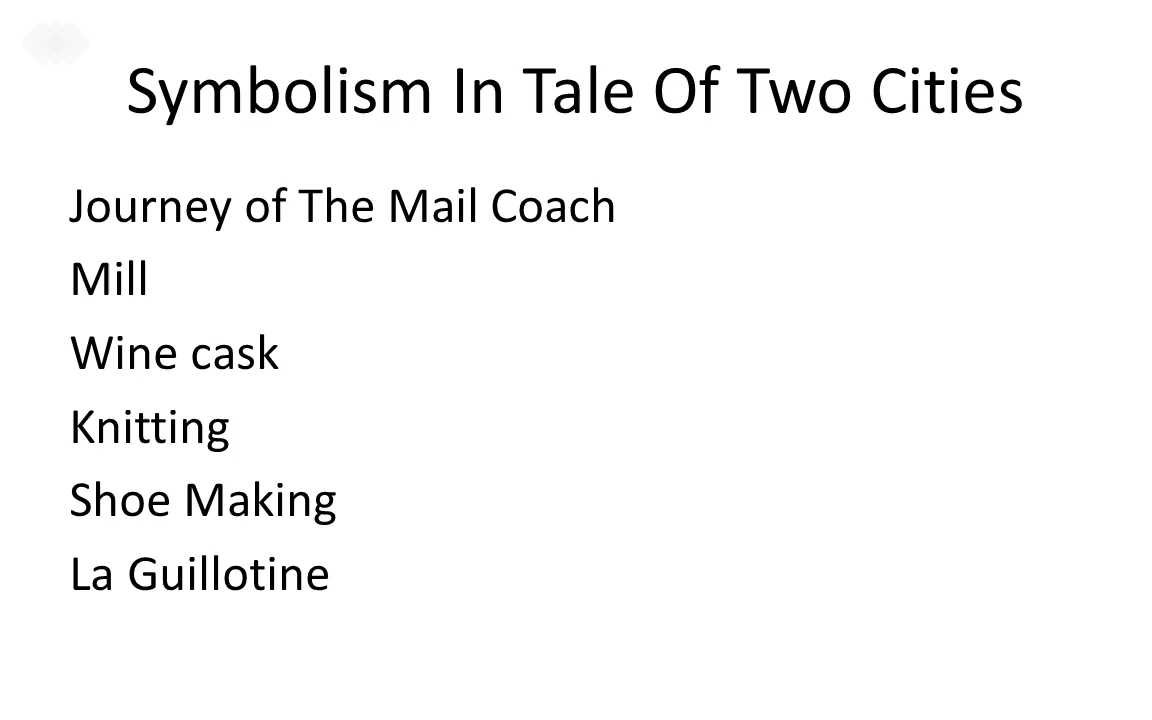 Symbolism In Tale Of Two Cities
Journey of The Mail Coach
Mill
Wine cask
Knitting
Shoe Making
La Guillotine